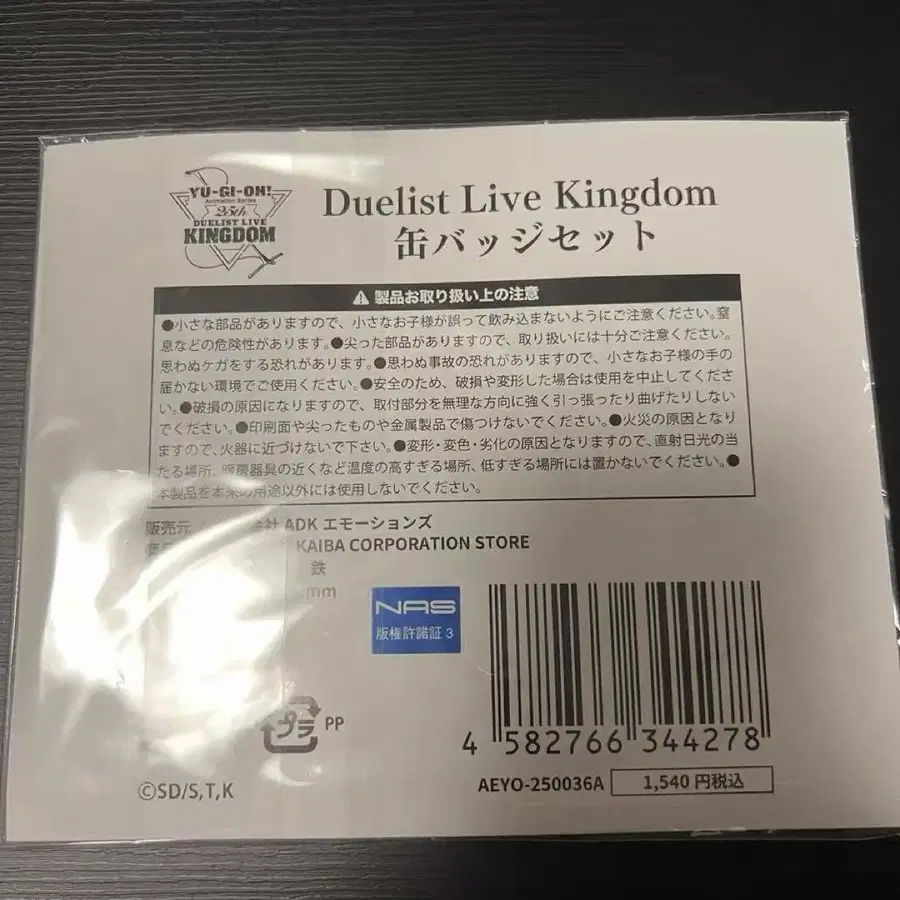 YU-GI-OH!
Animation Series
25th
DUELIST LIVE
KINGDOM
Duelist Live Kingdom
缶バッジセット
⚠ 製品お取り扱い上の注意
●小さな部品がありますので、小さなお子様が誤って飲み込まないようにご注意ください。窒
息などの危険性があります。●尖った部品がありますので、取り扱いには十分ご注意ください。
思わぬケガをする恐れがあります。●思わぬ事故の恐れがありますので、小さなお子様の手の
届かない環境でご使用ください。●安全のため、破損や変形した場合は使用を中止してくださ
い。●破損の原因になりますので、取付部分を無理な方向に強く引っ張ったり曲げたりしない
でください。●印刷面や尖ったものや金属製品で傷つけないでください。●火災の原因となり
ますので、火器に近づけないで下さい。●変形・変色・劣化の原因となりますので、直射日光の当
たる場所、暖房器具の近くなど温度の高すぎる場所、低すぎる場所には置かないでください。●
本製品を本来の用途以外には使用しないでください。
販売元 会社 ADK エモーションズ
KAIBA CORPORATION STORE
鉄
mm
NAS
版権許諾証 3
プラ PP
4 582766 344278
©SD/S,T,K
AEYO-250036A 1,540 円税込